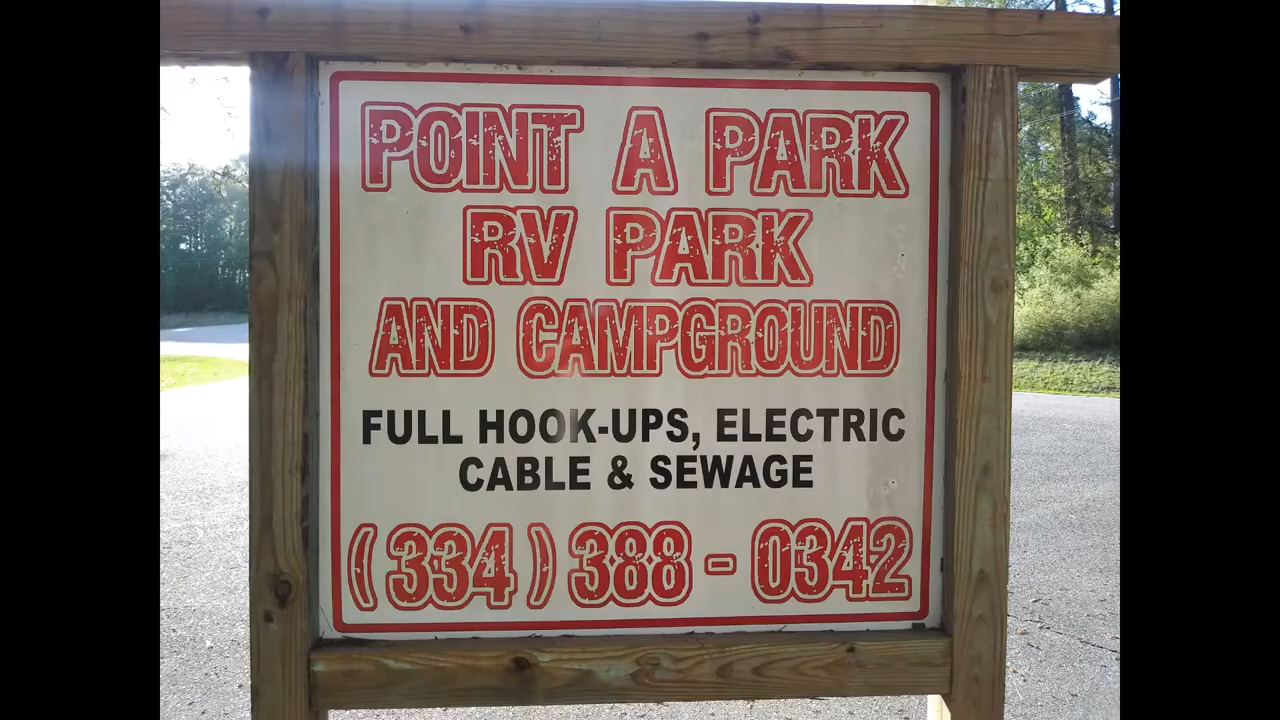 POINT A PARK
RV PARK
AND CAMPGROUND
FULL HOOK-UPS, ELECTRIC
CABLE & SEWAGE
(334) 388-0342